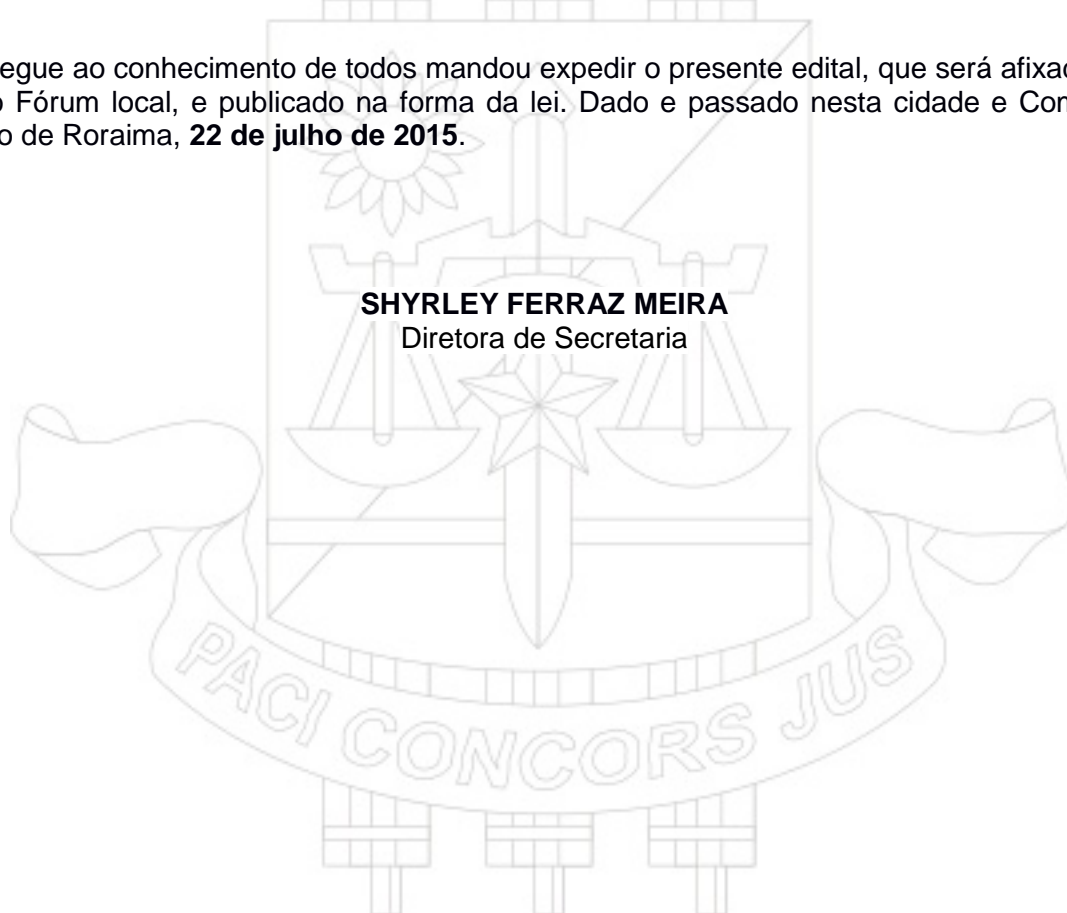 egue ao conhecimento de todos mandou expedir o presente edital, que será afixa
Fórum local, e publicado na forma da lei. Dado e passado nesta cidade e
de Roraima, 22 de julho de 2015.
SHYRLEY FERRAZ MEIRA
Diretora de Secretaria
PACI CONCORS JUS